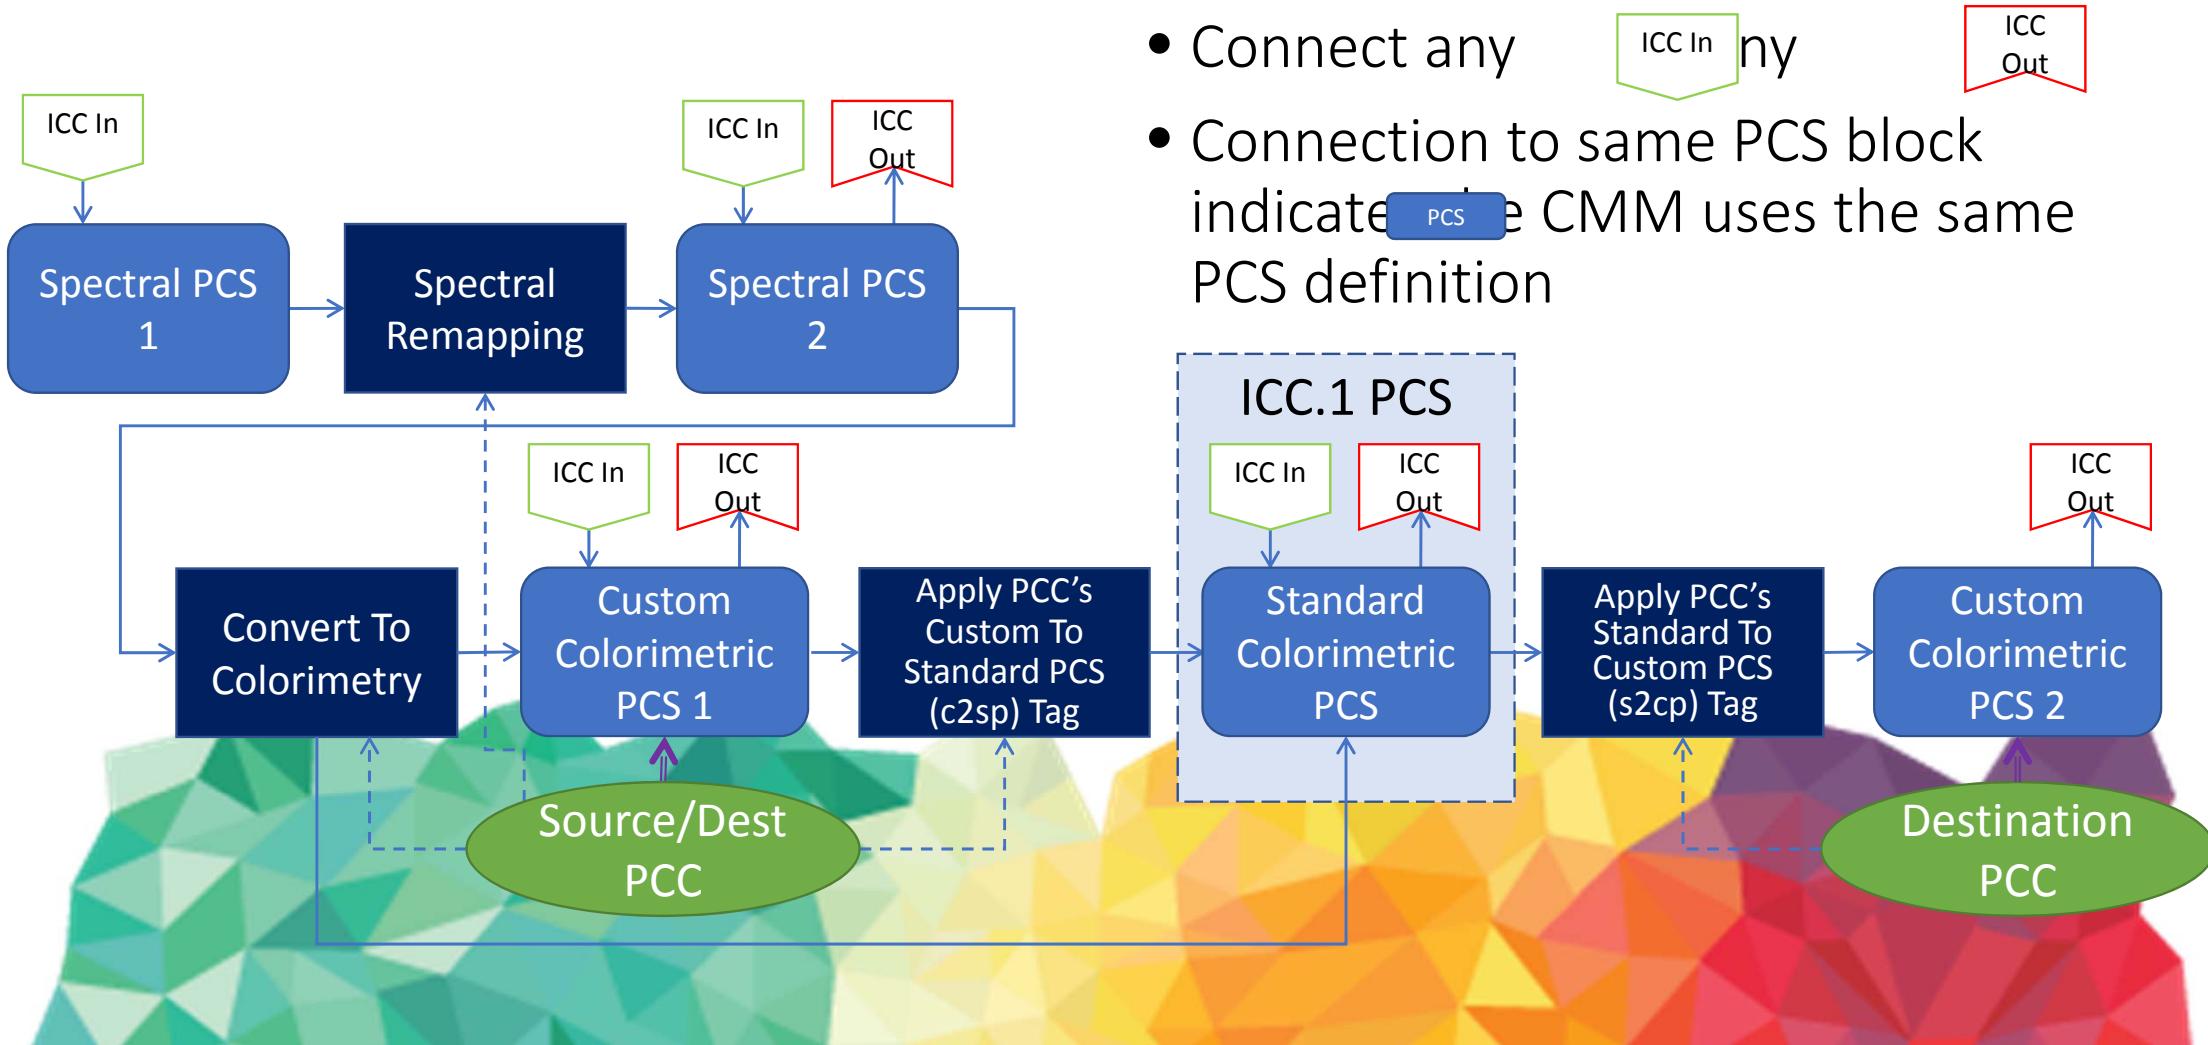 • Connect any
ICC In
ny
ICC
Out
• Connection to same PCS block
indicate
PCS
e CMM uses the same
PCS definition
ICC In
ICC In
ICC
Out
Spectral PCS
1
Spectral
Remapping
Spectral PCS
2
ICC.1 PCS
ICC In
ICC
Out
ICC In
ICC
Out
ICC
Out
Convert To
Colorimetry
Custom
Colorimetric
PCS 1
Apply PCC’s
Custom To
Standard PCS
(c2sp) Tag
Standard
Colorimetric
PCS
Apply PCC’s
Standard To
Custom PCS
(s2cp) Tag
Custom
Colorimetric
PCS 2
Source/Dest
PCC
Destination
PCC